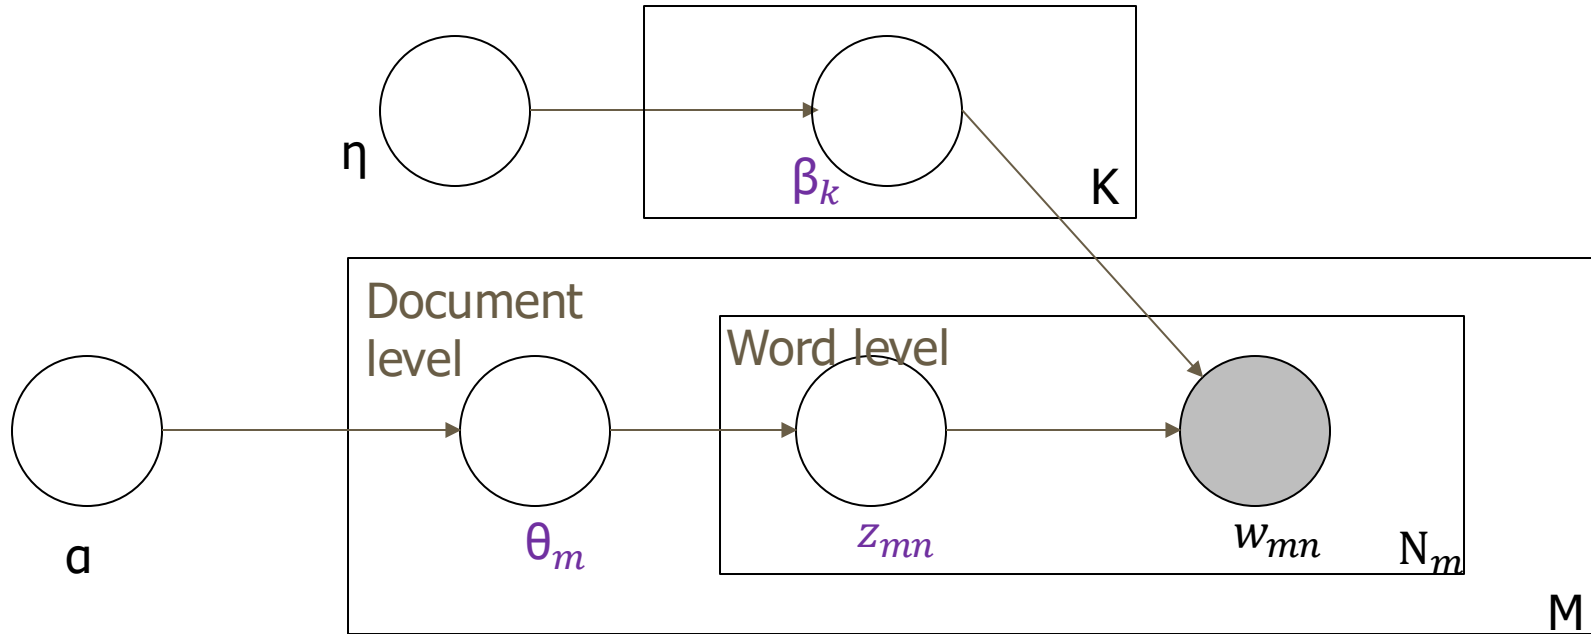 η
βₖ
K
Document
level
Word level
α
θₘ
zₘₙ
wₘₙ
Nₘ
M